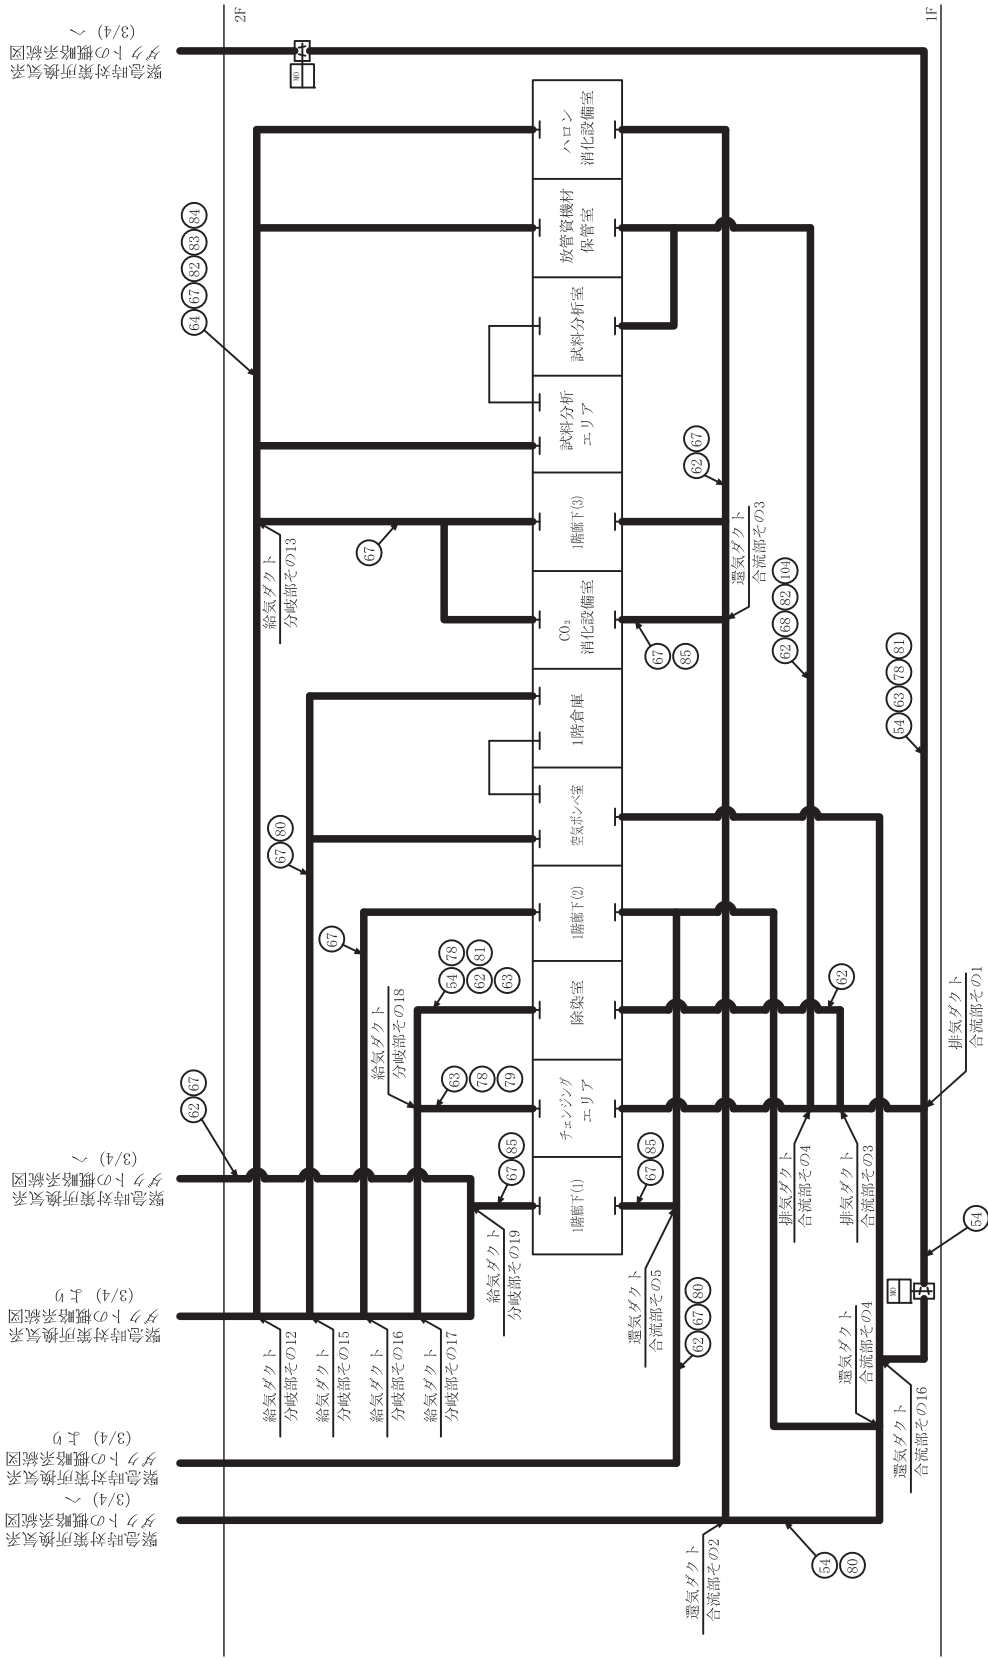 2F
1F
緊急時対策所換気系
ダクトの概略系統図
(3/4) へ
MO
ハロン
消化設備室
放管資機材
保管室
試料分析室
試料分析
エリア
1階廊下(3)
CO₂
消化設備室
1階倉庫
空気ボンベ室
1階廊下(2)
除染室
チェンジング
エリア
1階廊下(1)
64 67 82 83 84
給気ダクト
分岐部その13
67
62 67
還気ダクト
合流部その3
67 85
62 68 82 104
54 63 78 81
67 80
67
給気ダクト
分岐部その18
54 78
62 81
63
63 78 79
62
排気ダクト
合流部その1
62 67
67 85
67 85
給気ダクト
分岐部その19
還気ダクト
合流部その5
62 67 80
排気ダクト
合流部その4
排気ダクト
合流部その3
54
MO
還気ダクト
合流部その4
還気ダクト
合流部その16
緊急時対策所換気系
ダクトの概略系統図
(3/4) へ
緊急時対策所換気系
ダクトの概略系統図
(3/4) より
給気ダクト
分岐部その12
給気ダクト
分岐部その15
給気ダクト
分岐部その16
給気ダクト
分岐部その17
緊急時対策所換気系
ダクトの概略系統図
(3/4) より
緊急時対策所換気系
ダクトの概略系統図
(3/4) へ
還気ダクト
合流部その2
54 80